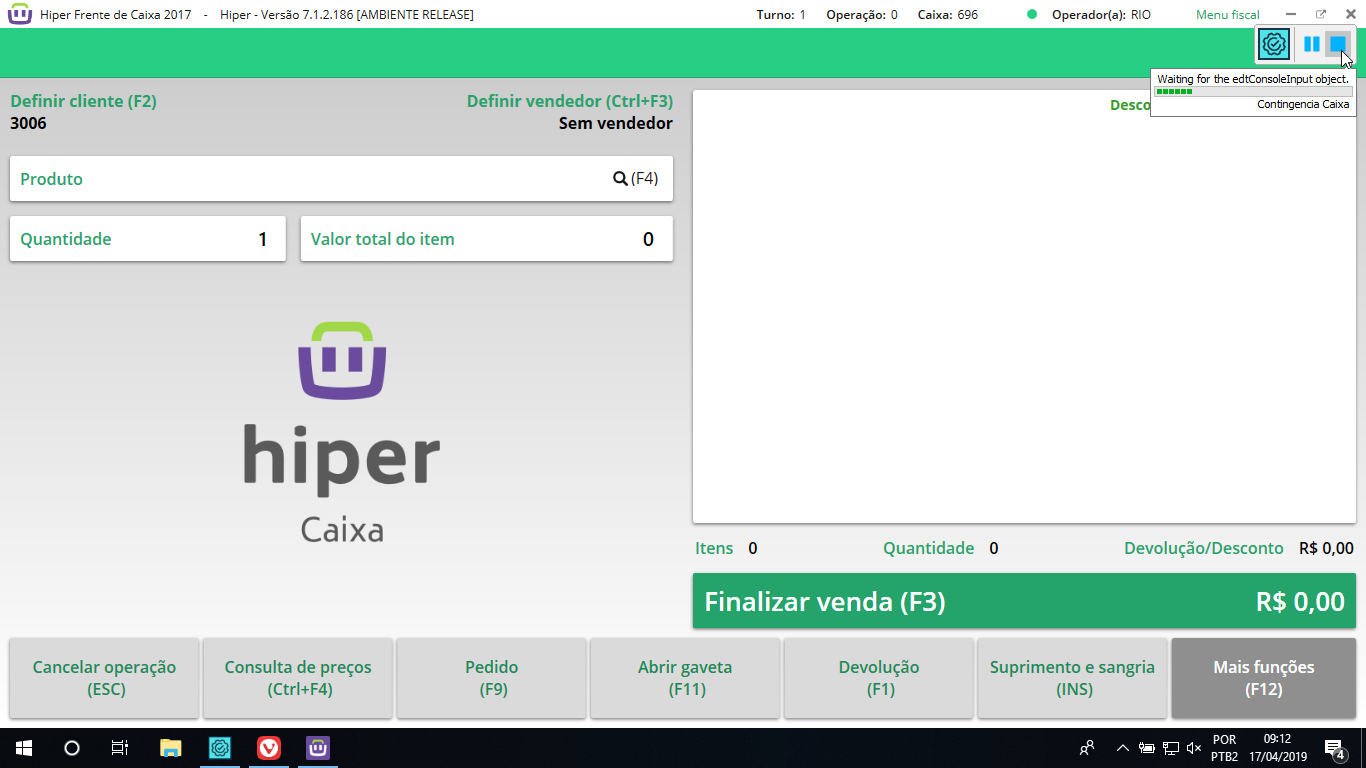 Hiper Frente de Caixa 2017 - Hiper - Versão 7.1.2.186 [AMBIENTE RELEASE] Turno: 1 Operação: 0 Caixa: 696 Operador(a): RIO Menu fiscal
Waiting for the edtConsoleInput object.
Contingencia Caixa
Definir cliente (F2) Definir vendedor (Ctrl+F3)
3006 Sem vendedor
Desco
Produto (F4)
Quantidade 1 Valor total do item 0
hiper
Caixa
Itens 0 Quantidade 0 Devolução/Desconto R$ 0,00
Finalizar venda (F3) R$ 0,00
Cancelar operação
(ESC)
Consulta de preços
(Ctrl+F4)
Pedido
(F9)
Abrir gaveta
(F11)
Devolução
(F1)
Suprimento e sangria
(INS)
Mais funções
(F12)
POR
PTB2
09:12
17/04/2019
4